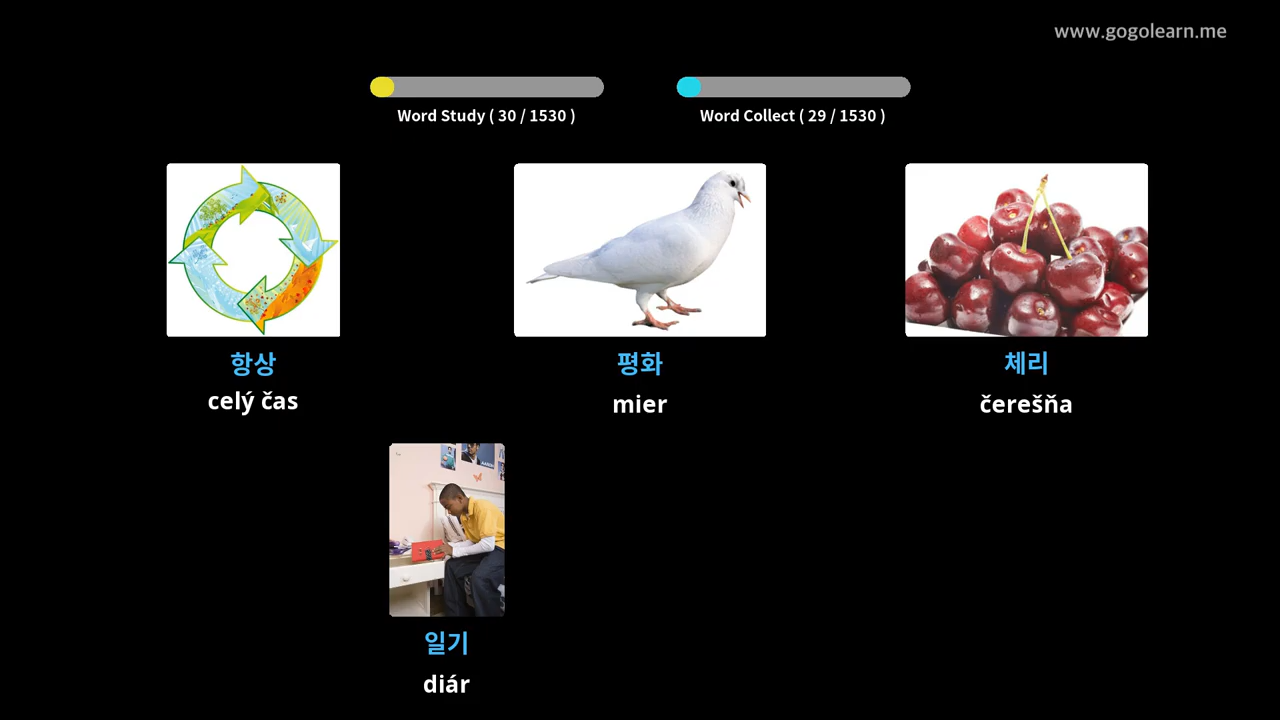 www.gogolearn.me
Word Study ( 30 / 1530 )
Word Collect ( 29 / 1530 )
항상
celý čas
평화
mier
체리
čerešňa
일기
diár